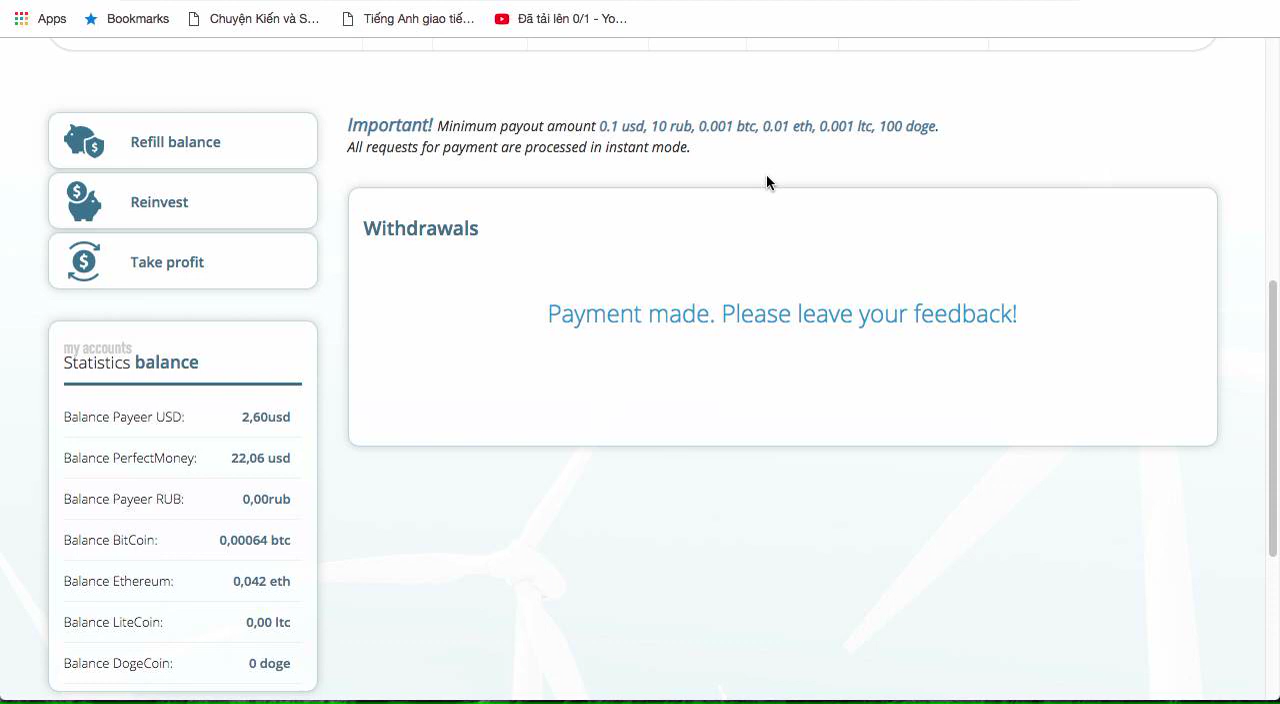 Apps
Bookmarks
Chuyện Kiến và S...
Tiếng Anh giao tiế...
Đã tải lên 0/1 - Yo...
Refill balance
Reinvest
Take profit
Important! Minimum payout amount 0.1 usd, 10 rub, 0.001 btc, 0.01 eth, 0.001 ltc, 100 doge.
All requests for payment are processed in instant mode.
Withdrawals
Payment made. Please leave your feedback!
my accounts
Statistics balance
Balance Payeer USD: 2,60usd
Balance PerfectMoney: 22,06 usd
Balance Payeer RUB: 0,00rub
Balance BitCoin: 0,00064 btc
Balance Ethereum: 0,042 eth
Balance LiteCoin: 0,00 ltc
Balance DogeCoin: 0 doge